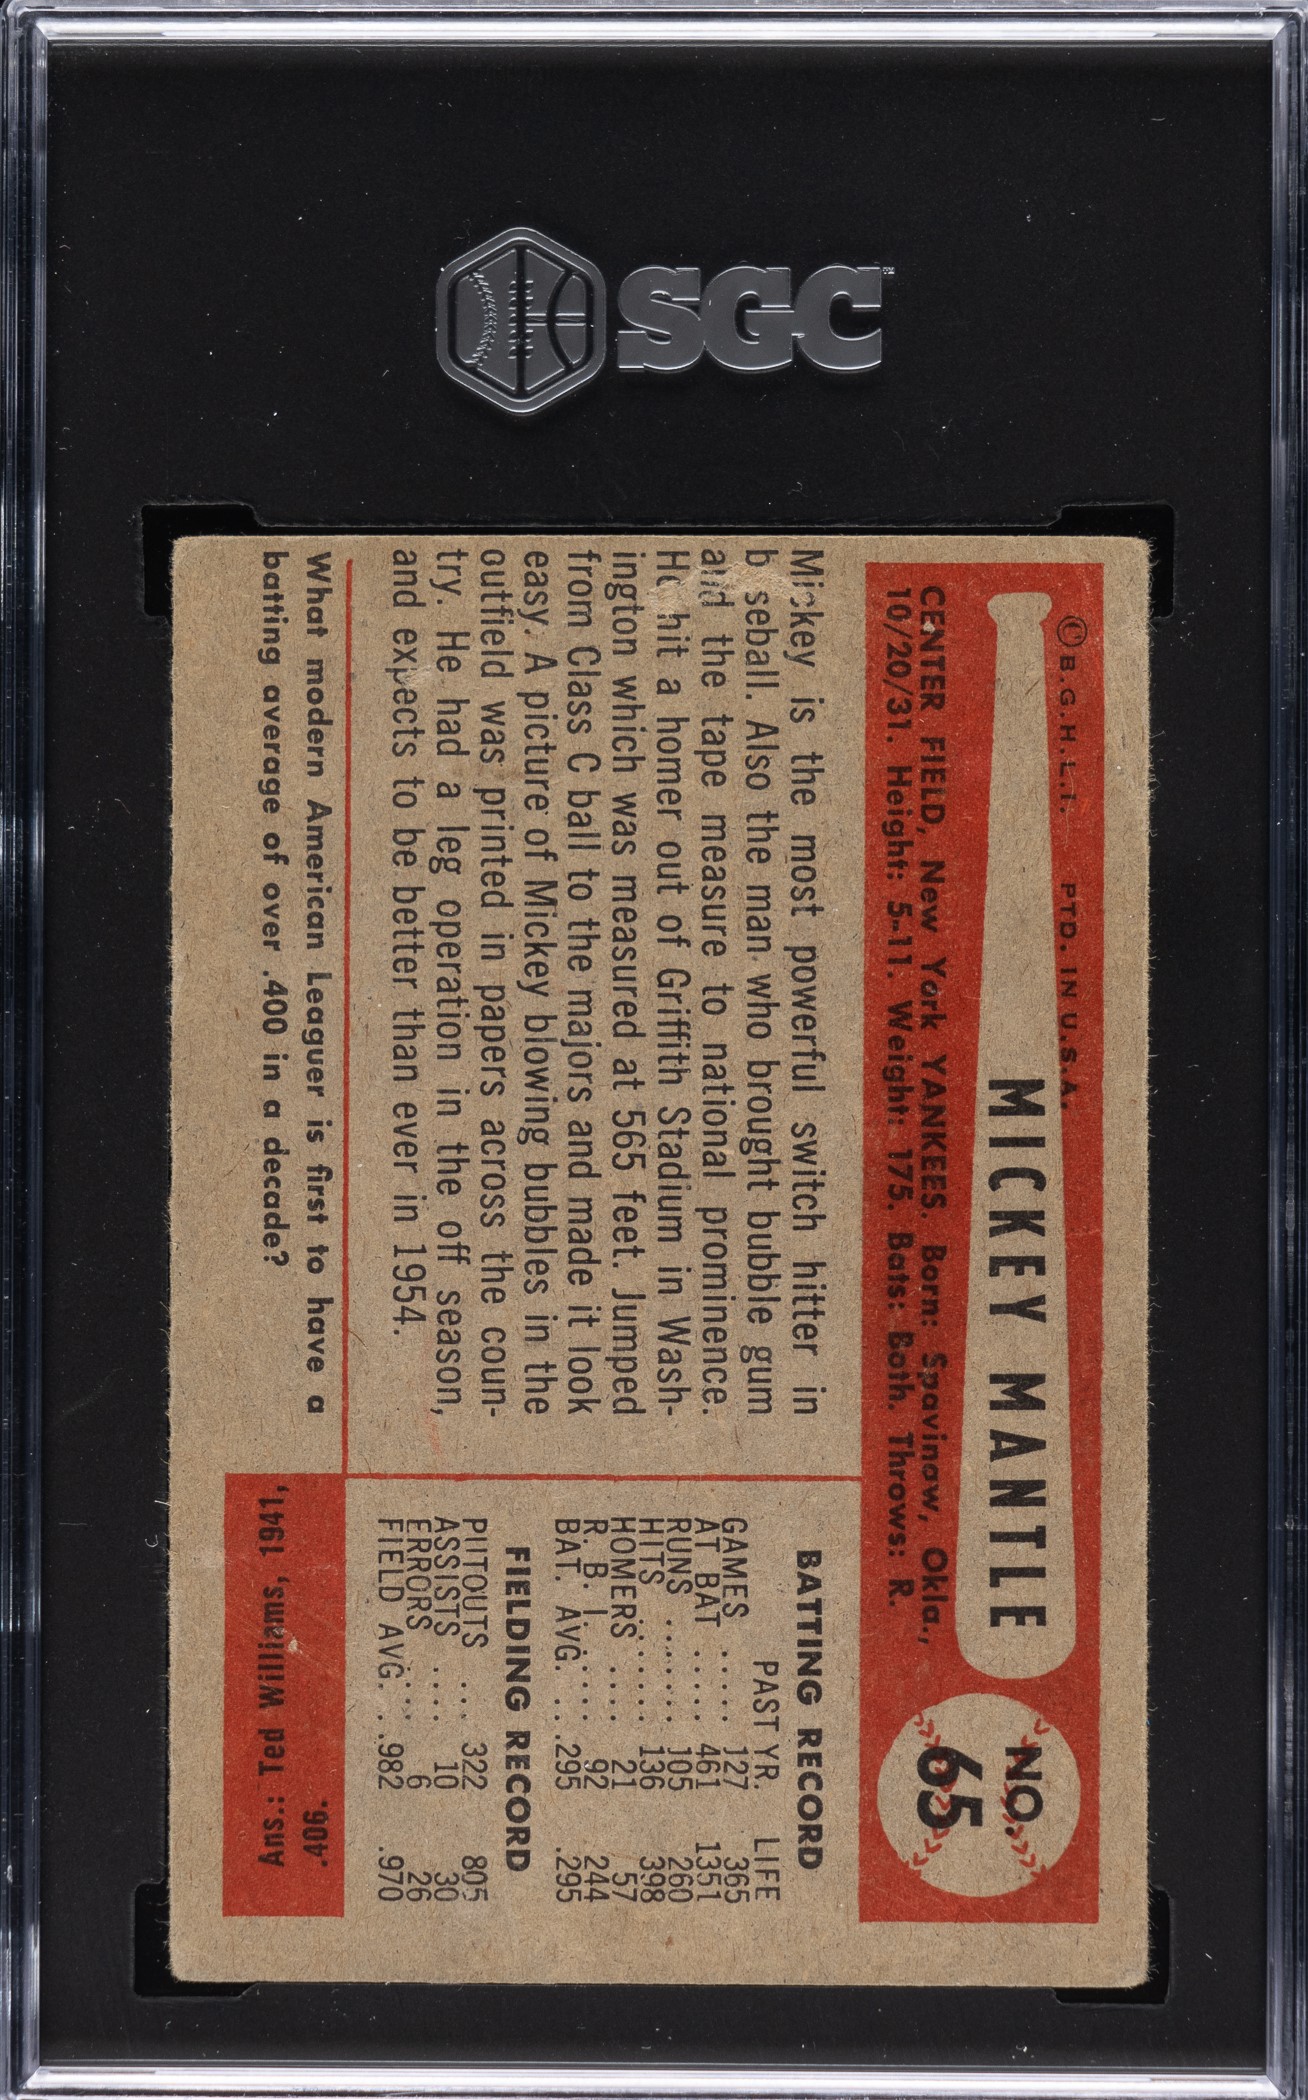 SGC™
© B.G.H.L.I. PTD. IN U.S.A.
MICKEY MANTLE
NO.
65
CENTER FIELD, New York YANKEES. Born: Spavinaw, Okla.,
10/20/31. Height: 5-11. Weight: 175. Bats: Both. Throws: R.
Mickey is the most powerful switch hitter in
baseball. Also the man who brought bubble gum
and the tape measure to national prominence.
He hit a homer out of Griffith Stadium in Wash-
ington which was measured at 565 feet. Jumped
from Class C ball to the majors and made it look
easy. A picture of Mickey blowing bubbles in the
outfield was printed in papers across the coun-
try. He had a leg operation in the off season,
and expects to be better than ever in 1954.
BATTING RECORD
PAST YR. LIFE
GAMES ..... 127 365
AT BAT ..... 461 1351
RUNS ...... 105 260
HITS ...... 136 398
HOMERS ..... 21 57
R. B. I. .... 92 244
BAT. AVG. .. .295 .295
FIELDING RECORD
PUTOUTS ... 322 805
ASSISTS .... 10 30
ERRORS .... 6 26
FIELD AVG. .. .982 .970
What modern American Leaguer is first to have a
batting average of over .400 in a decade?
Ans.: Ted Williams, 1941,
.406.